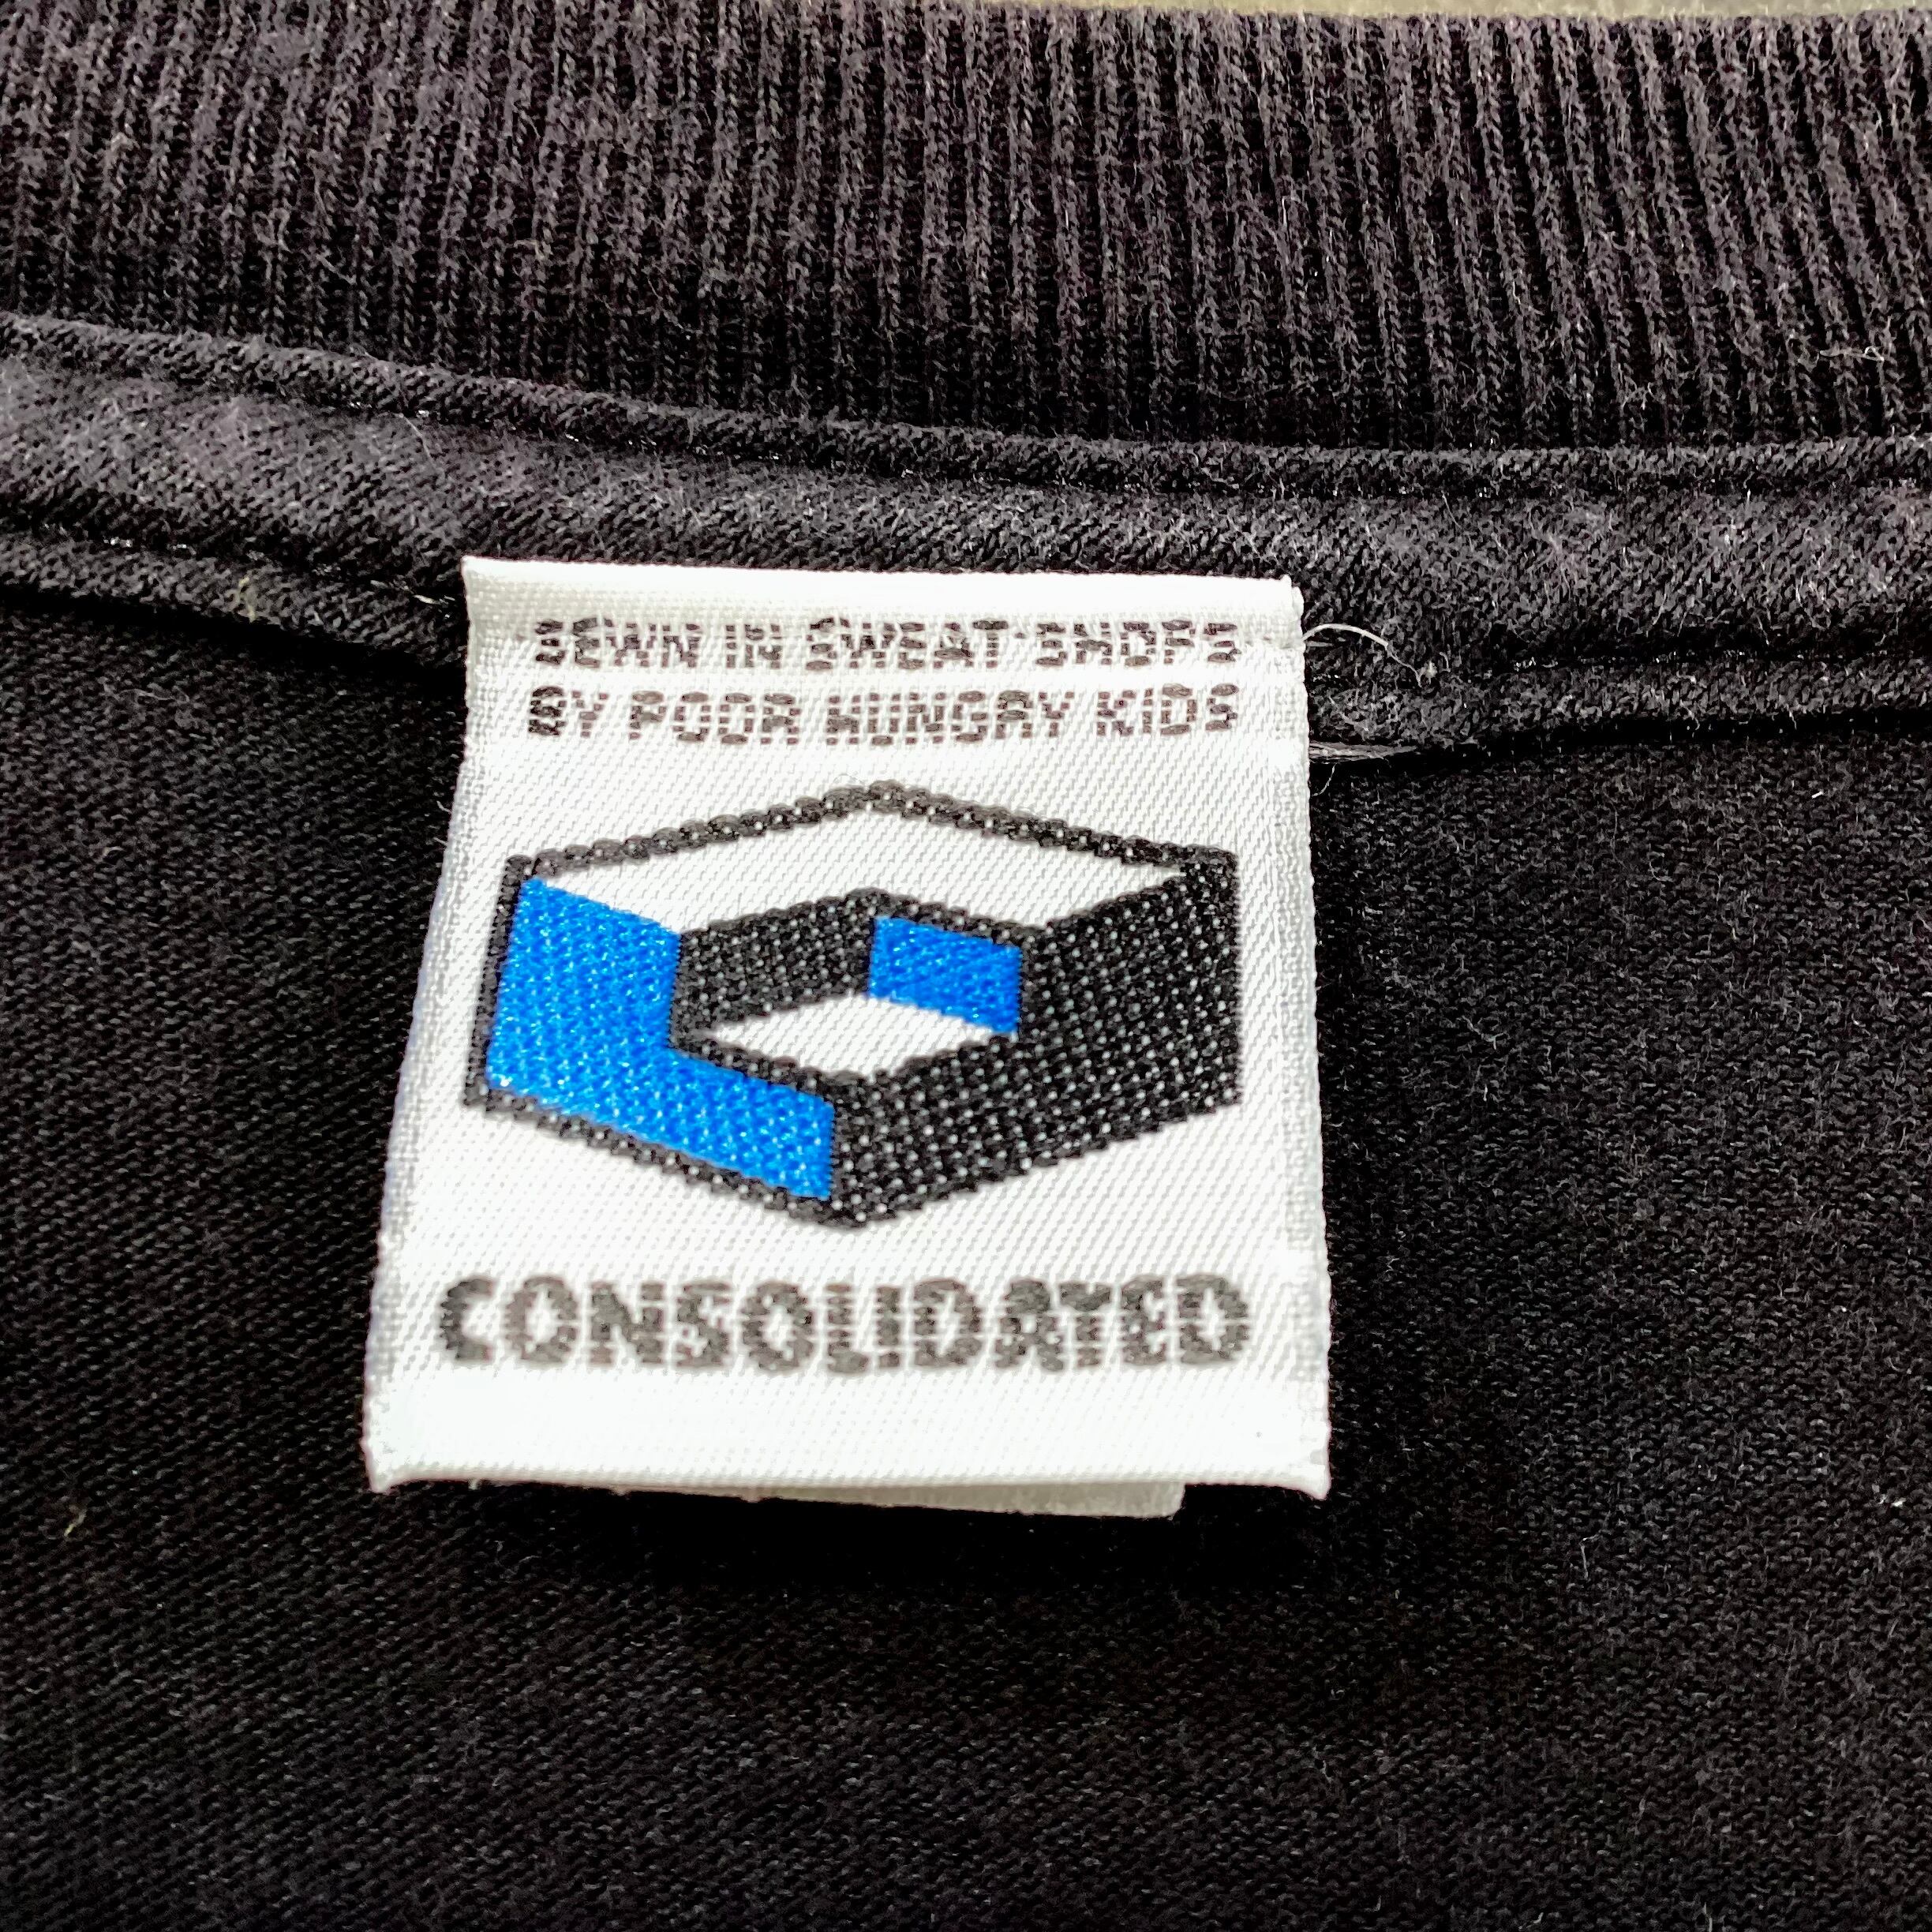 SEWN IN SWEAT SHOPS
BY POOR HUNGRY KIDS
CONSOLIDATED